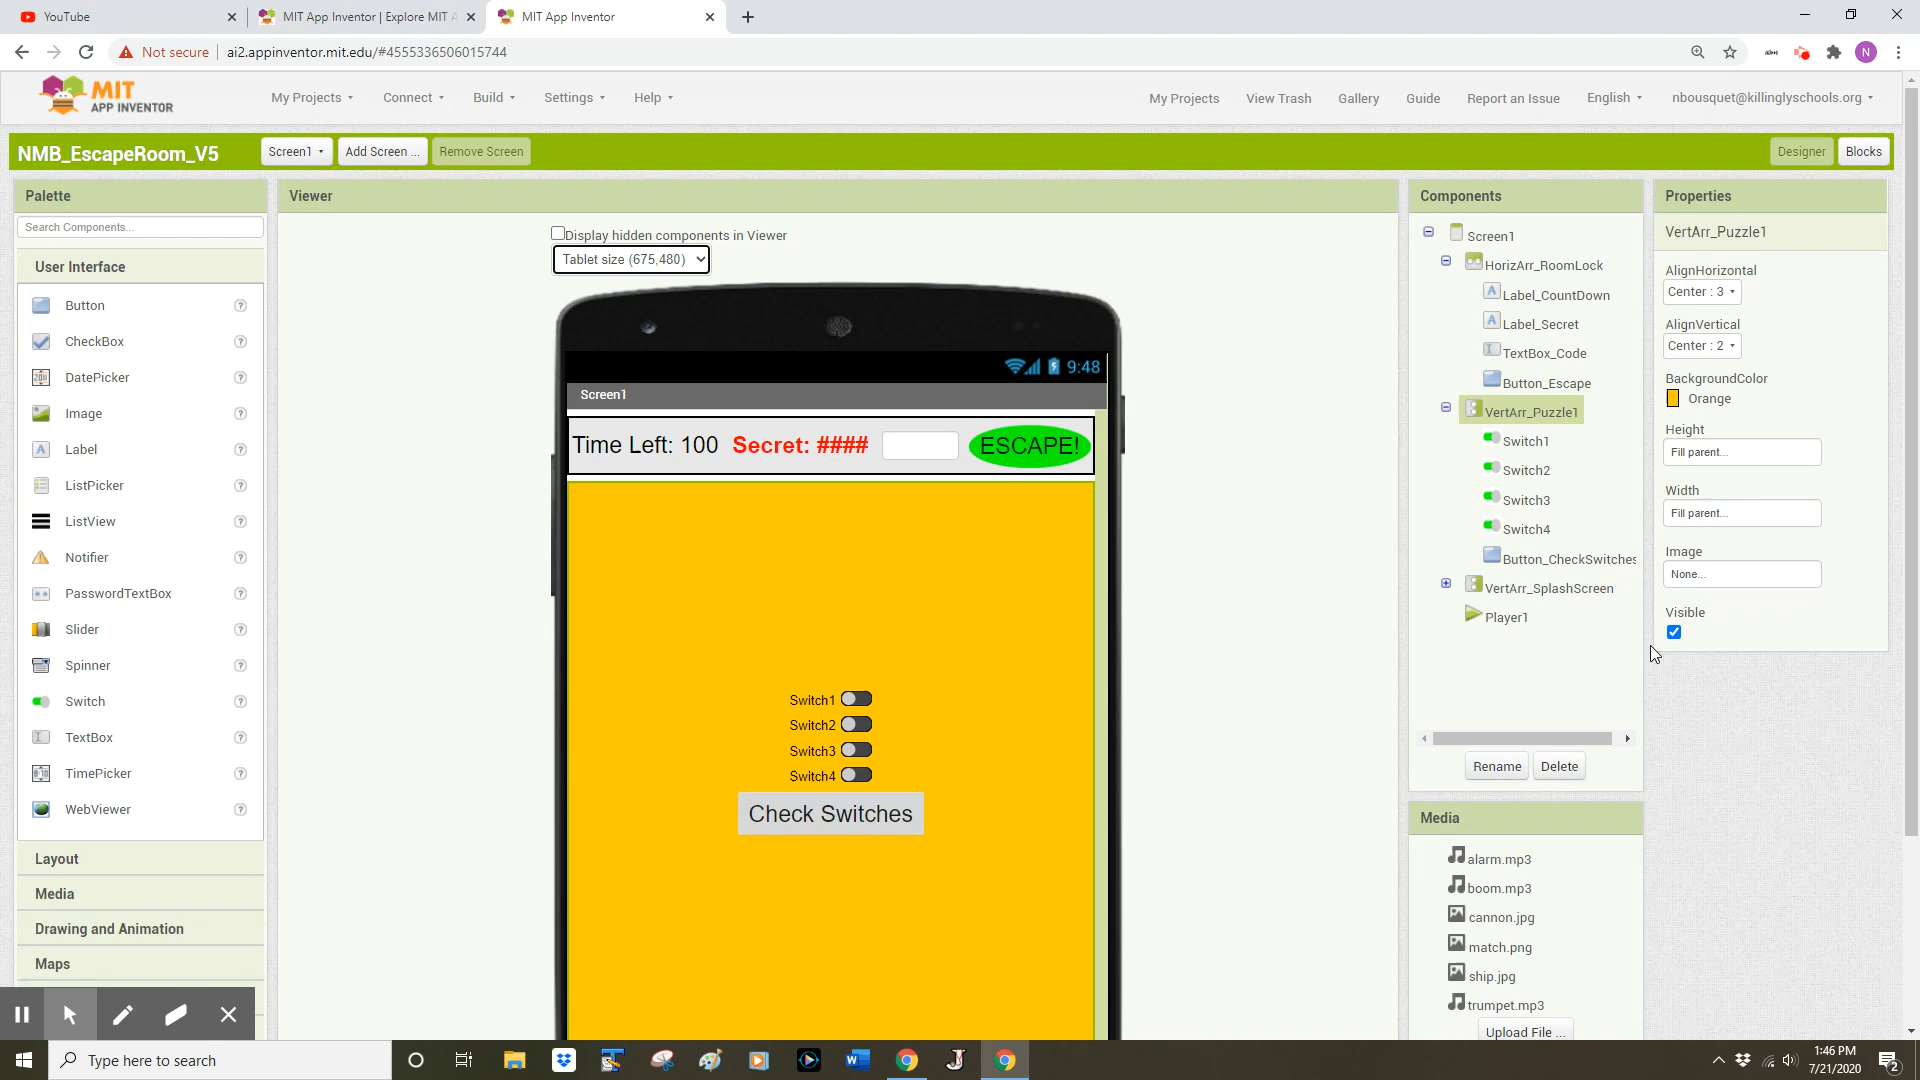 YouTube
MIT App Inventor | Explore MIT A
MIT App Inventor
Not secure
ai2.appinventor.mit.edu/#4555336506015744
N
MIT
APP INVENTOR
My Projects
Connect
Build
Settings
Help
My Projects
View Trash
Gallery
Guide
Report an Issue
English
nbousquet@killinglyschools.org
NMB_EscapeRoom_V5
Screen1
Add Screen ...
Remove Screen
Designer
Blocks
Palette
Search Components...
User Interface
Button
CheckBox
DatePicker
Image
Label
ListPicker
ListView
Notifier
PasswordTextBox
Slider
Spinner
Switch
TextBox
TimePicker
WebViewer
Layout
Media
Drawing and Animation
Maps
Viewer
Display hidden components in Viewer
Tablet size (675,480)
9:48
Screen1
Time Left: 100 Secret: #### ESCAPE!
Switch1
Switch2
Switch3
Switch4
Check Switches
Components
Screen1
HorizArr_RoomLock
Label_CountDown
Label_Secret
TextBox_Code
Button_Escape
VertArr_Puzzle1
Switch1
Switch2
Switch3
Switch4
Button_CheckSwitches
VertArr_SplashScreen
Player1
Rename
Delete
Media
alarm.mp3
boom.mp3
cannon.jpg
match.png
ship.jpg
trumpet.mp3
Upload File ...
Properties
VertArr_Puzzle1
AlignHorizontal
Center : 3
AlignVertical
Center : 2
BackgroundColor
Orange
Height
Fill parent...
Width
Fill parent...
Image
None...
Visible
Type here to search
1:46 PM
7/21/2020
2